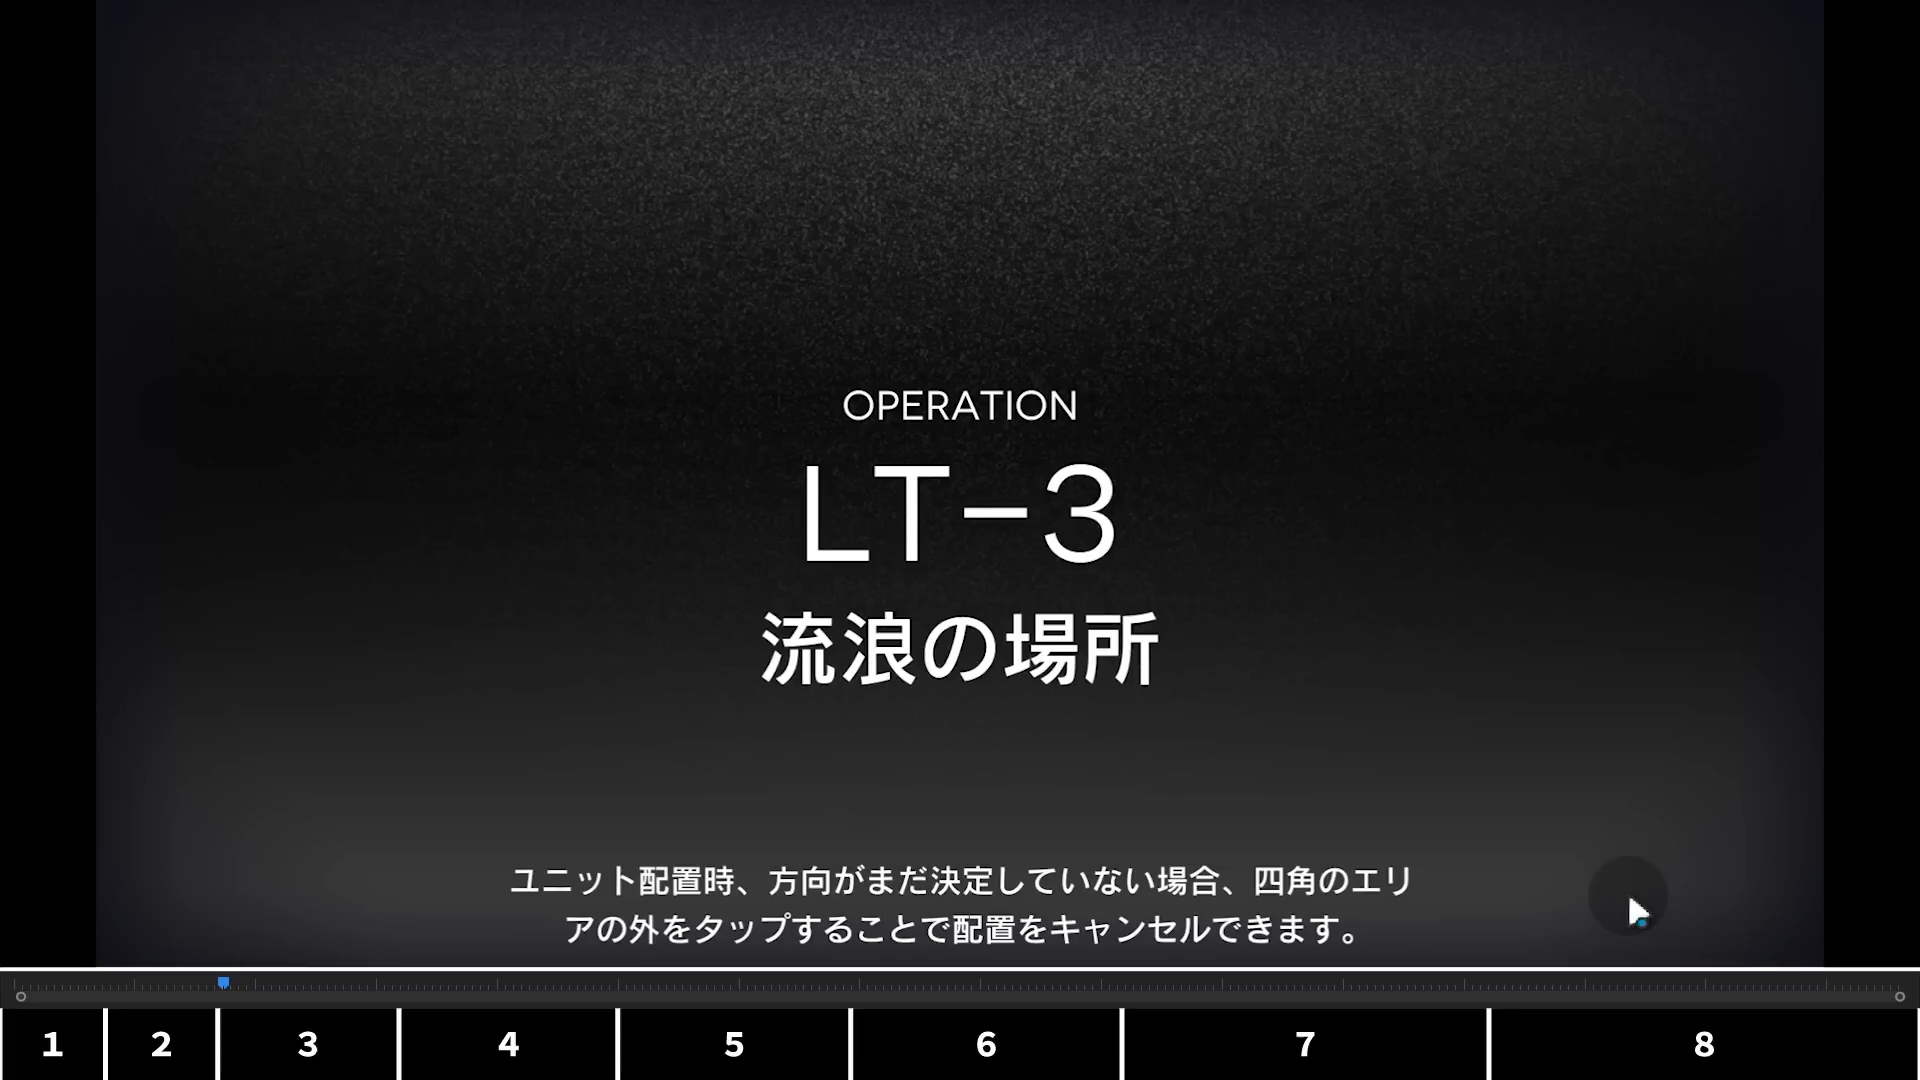 OPERATION
LT-3
流浪の場所
ユニット配置時、方向がまだ決定していない場合、四角のエリ
アの外をタップすることで配置をキャンセルできます。
1 2 3 4 5 6 7 8